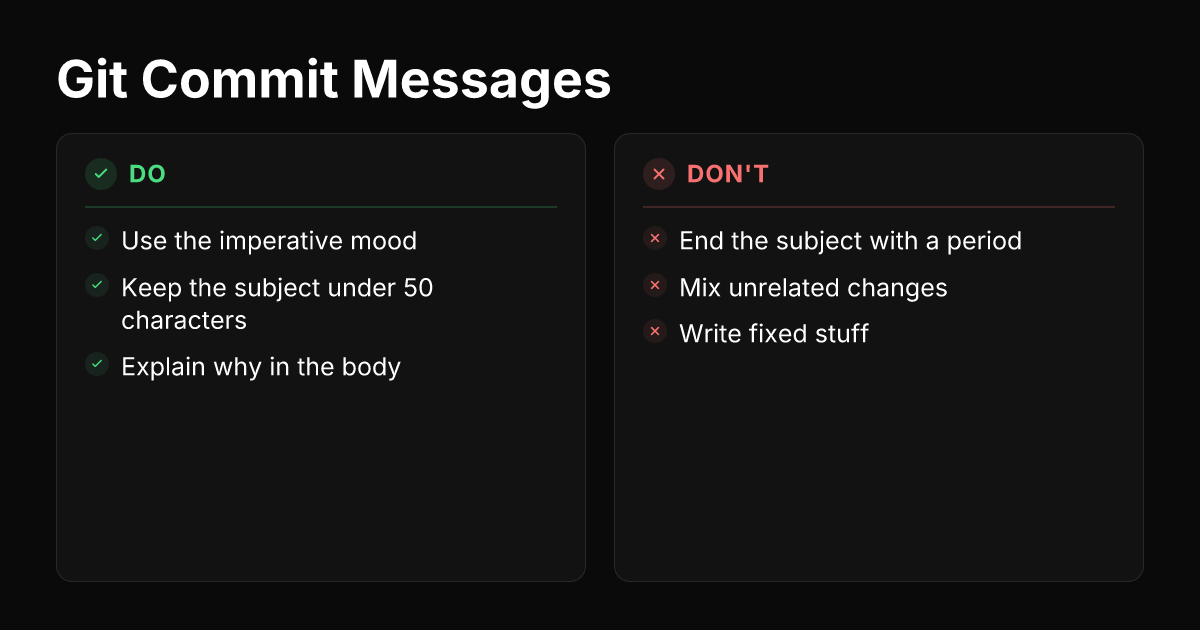 Git Commit Messages
DO
Use the imperative mood
Keep the subject under 50
characters
Explain why in the body
DON'T
End the subject with a period
Mix unrelated changes
Write fixed stuff